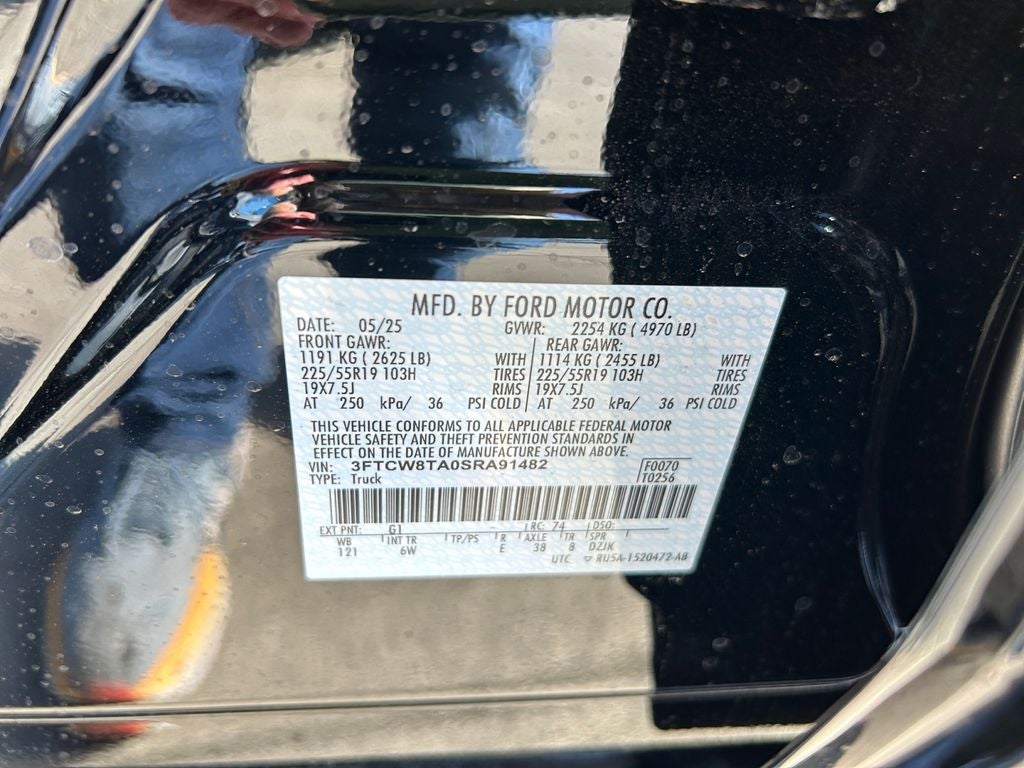 MFD. BY FORD MOTOR CO.
DATE: 05/25 GVWR: 2254 KG ( 4970 LB)
FRONT GAWR: REAR GAWR:
1191 KG ( 2625 LB) WITH 1114 KG ( 2455 LB) WITH
225/55R19 103H TIRES 225/55R19 103H TIRES
19X7.5J RIMS 19X7.5J RIMS
AT 250 kPa/ 36 PSI COLD AT 250 kPa/ 36 PSI COLD
THIS VEHICLE CONFORMS TO ALL APPLICABLE FEDERAL MOTOR
VEHICLE SAFETY AND THEFT PREVENTION STANDARDS IN
EFFECT ON THE DATE OF MANUFACTURE SHOWN ABOVE.
VIN: 3FTCW8TA0SRA91482 F0070
TYPE: Truck T0256
EXT PNT: G1 RC: 74 DSO:
WB INT TR TP/PS R AXLE TR SPR
121 6W E 38 8 DZJK
UTC RU5A-1520472-AB